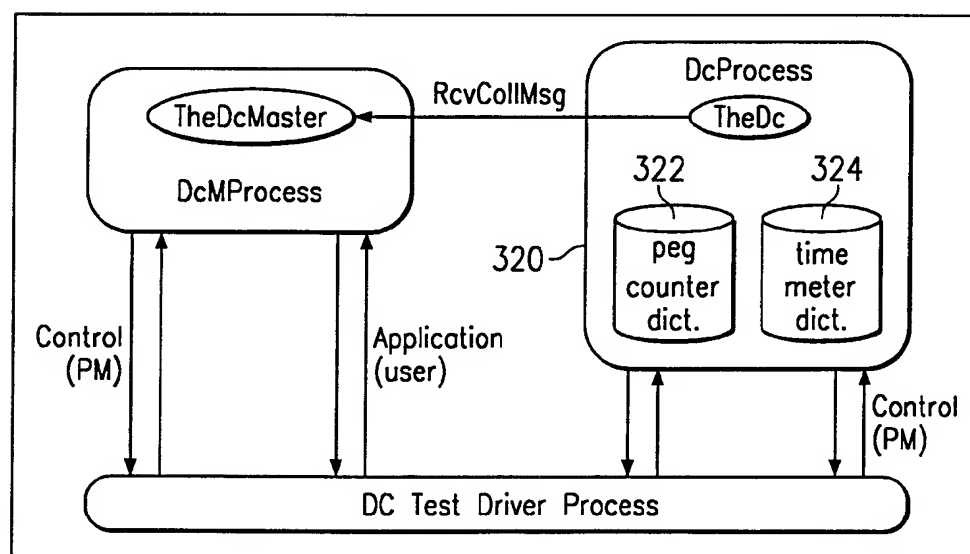 DcProcess
RcvCollMsg
TheDcMaster
TheDc
DcMProcess
322
324
320
peg
counter
dict.
time
meter
dict.
Control
(PM)
Application
(user)
Control
(PM)
DC Test Driver Process